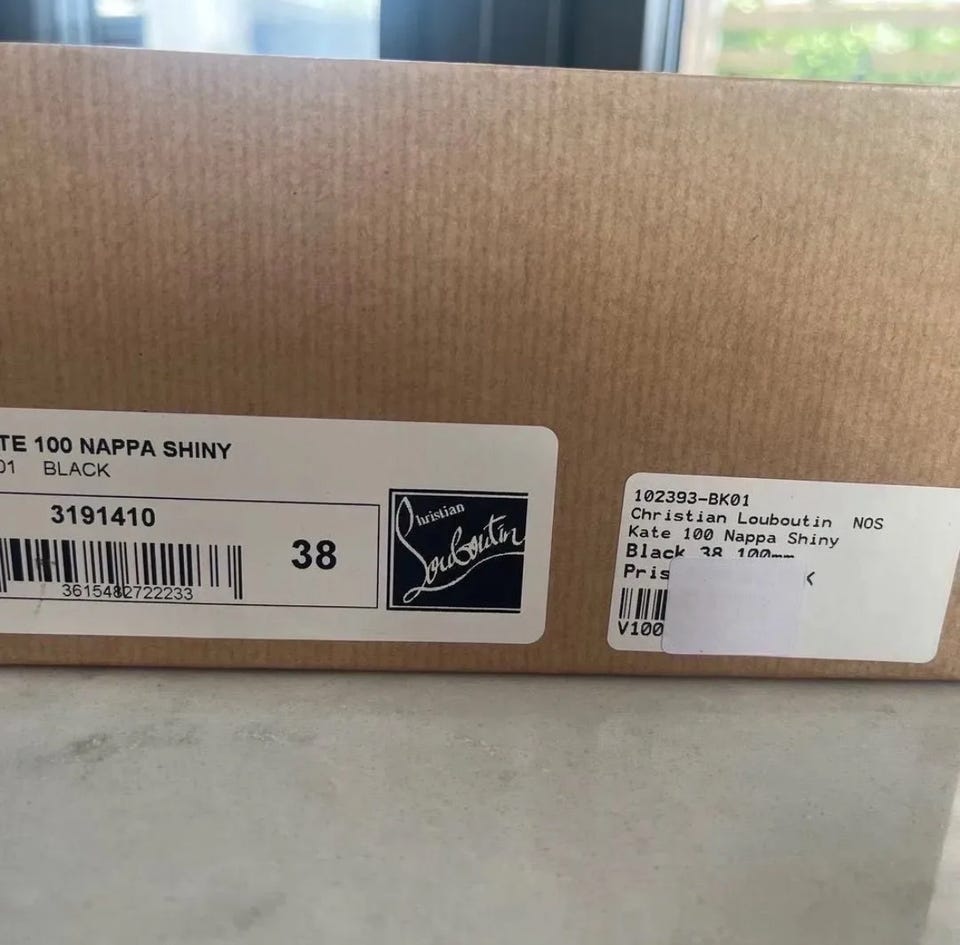 TE 100 NAPPA SHINY
01 BLACK
3191410
38
3615482722233
Christian
Louboutin
102393-BK01
Christian Louboutin NOS
Kate 100 Nappa Shiny
Black 38 100mm
Pris
V100